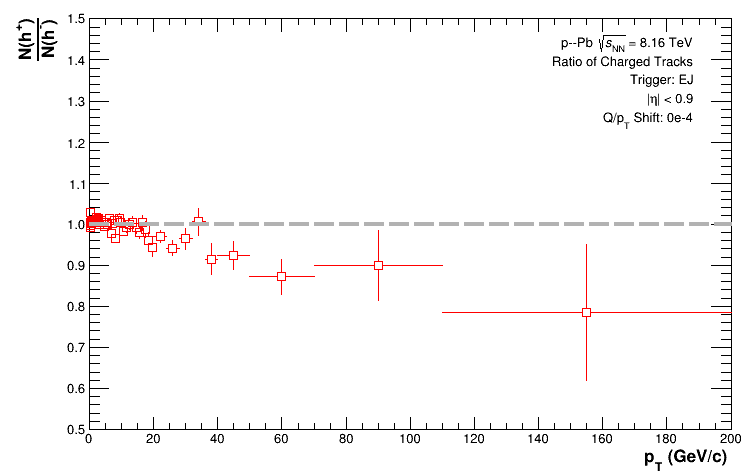 N(h+)
N(h-)
1.5
1.4
1.3
1.2
1.1
1.0
0.9
0.8
0.7
0.6
0.5
p--Pb √sNN = 8.16 TeV
Ratio of Charged Tracks
Trigger: EJ
|η| < 0.9
Q/pT Shift: 0e-4
0 20 40 60 80 100 120 140 160 180 200
pT (GeV/c)